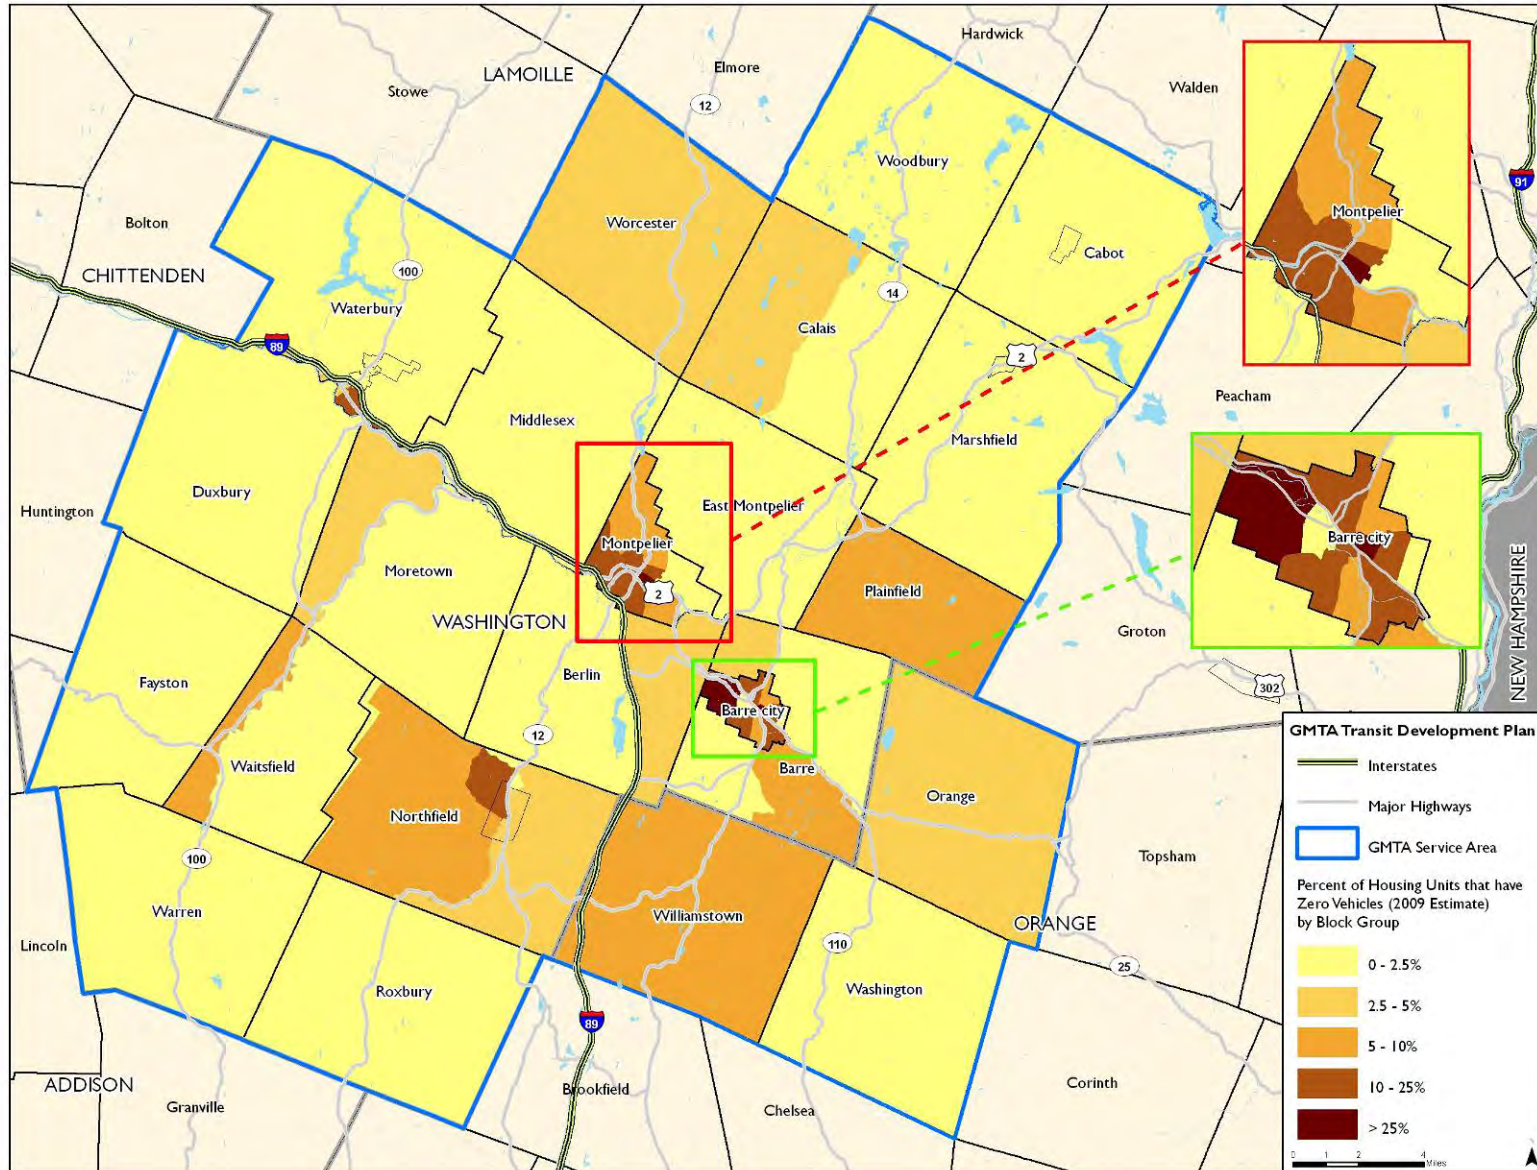 Hardwick
LAMOILLE
Elmore
Stowe
12
Walden
Woodbury
91
Bolton
Worcester
Montpelier
Cabot
CHITTENDEN
100
14
Waterbury
Calais
89
2
Peacham
Middlesex
Marshfield
Duxbury
East Montpelier
Huntington
Barre city
Montpelier
Moretown
2
Plainfield
WASHINGTON
Groton
NEW HAMPSHIRE
Berlin
Fayston
302
Barre city
12
GMTA Transit Development Plan
Waitsfield
Barre
Interstates
Orange
Northfield
Major Highways
100
Topsham
GMTA Service Area
Percent of Housing Units that have
Zero Vehicles (2009 Estimate)
by Block Group
Warren
Williamstown
ORANGE
Lincoln
110
0 - 2.5%
25
Roxbury
Washington
2.5 - 5%
89
5 - 10%
ADDISON
Brookfield
Corinth
10 - 25%
Granville
Chelsea
> 25%
0 1 2 4
Miles